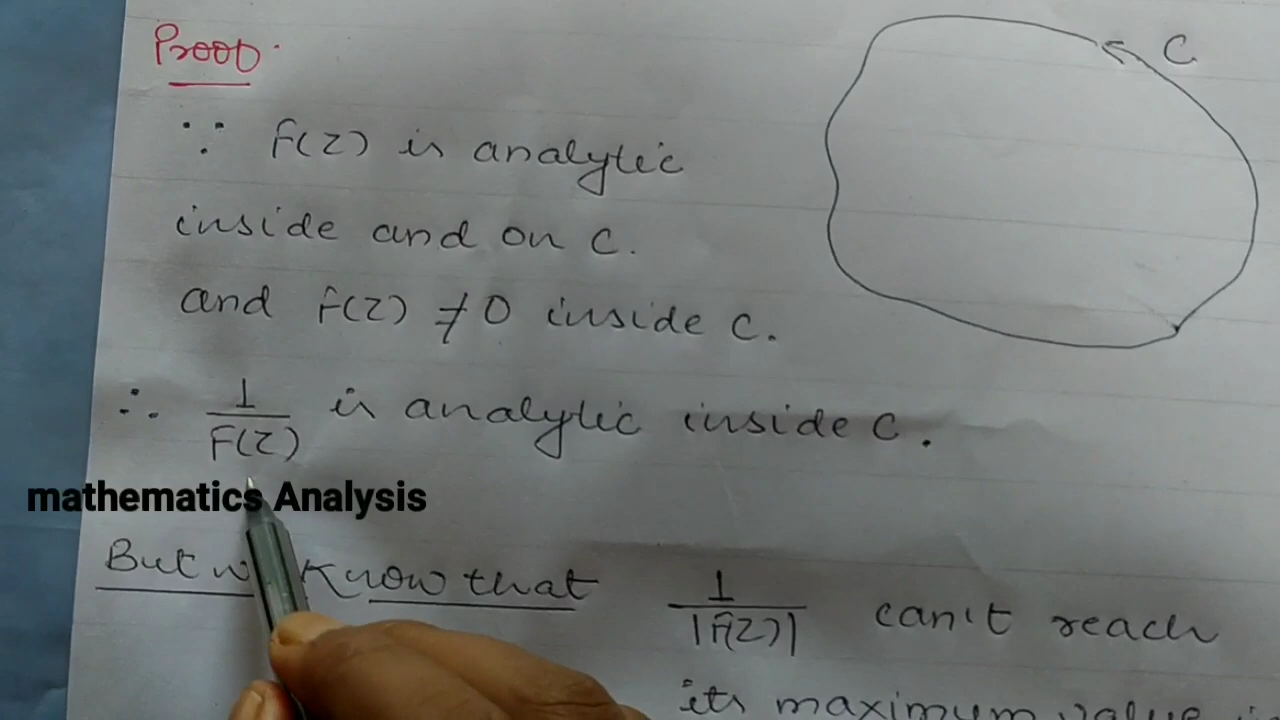 Proof.
C
∵ F(z) is analytic
inside and on C.
and F(z) ≠ 0 inside C.
∴ 1/F(z) is analytic inside C.
mathematics Analysis
But know that 1/|F(z)| can't reach
its maximum value